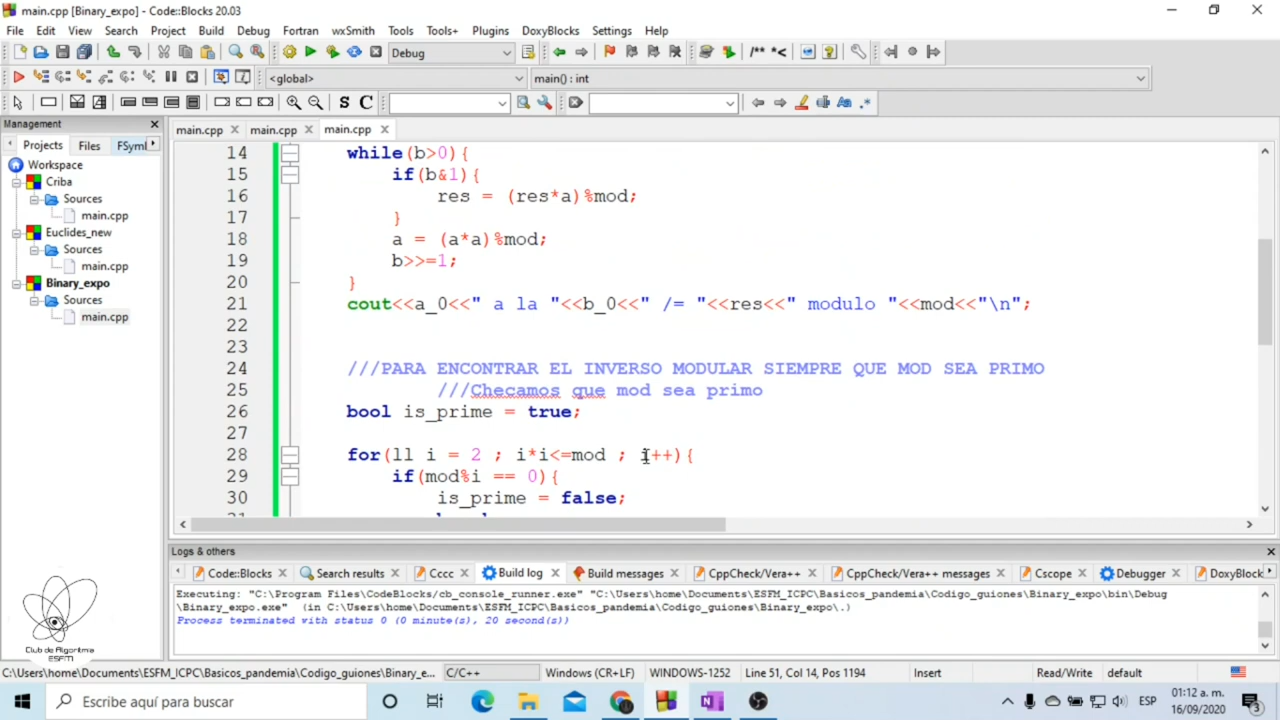 main.cpp [Binary_expo] - Code::Blocks 20.03
File Edit View Search Project Build Debug Fortran wxSmith Tools Tools+ Plugins DoxyBlocks Settings Help
Debug
<global> main() : int
S C
/** *< Aa .*
Management
Projects Files FSym
Workspace
Criba
Sources
main.cpp
Euclides_new
Sources
main.cpp
Binary_expo
Sources
main.cpp
main.cpp main.cpp main.cpp
14 while(b>0){
15 if(b&1){
16 res = (res*a)%mod;
17 }
18 a = (a*a)%mod;
19 b>>=1;
20 }
21 cout<<a_0<<" a la "<<b_0<<" /= "<<res<<" modulo "<<mod<<"\n";
22
23
24 ///PARA ENCONTRAR EL INVERSO MODULAR SIEMPRE QUE MOD SEA PRIMO
25 ///Checamos que mod sea primo
26 bool is_prime = true;
27
28 for(ll i = 2 ; i*i<=mod ; i++){
29 if(mod%i == 0){
30 is_prime = false;
Logs & others
Code::Blocks Search results Cccc Build log Build messages CppCheck/Vera++ CppCheck/Vera++ messages Cscope Debugger DoxyBlock
Executing: "C:\Program Files\CodeBlocks/cb_console_runner.exe" "C:\Users\home\Documents\ESFM_ICPC\Basicos_pandemia\Codigo_guiones\Binary_expo\bin\Debug
\Binary_expo.exe" (in C:\Users\home\Documents\ESFM_ICPC\Basicos_pandemia\Codigo_guiones\Binary_expo\.)
Process terminated with status 0 (0 minute(s), 20 second(s))
Club de Algoritmia
ESFM
C:\Users\home\Documents\ESFM_ICPC\Basicos_pandemia\Codigo_guiones\Binary_e... C/C++ Windows (CR+LF) WINDOWS-1252 Line 51, Col 14, Pos 1194 Insert Read/Write default
Escribe aquí para buscar
ESP
01:12 a. m.
16/09/2020
3